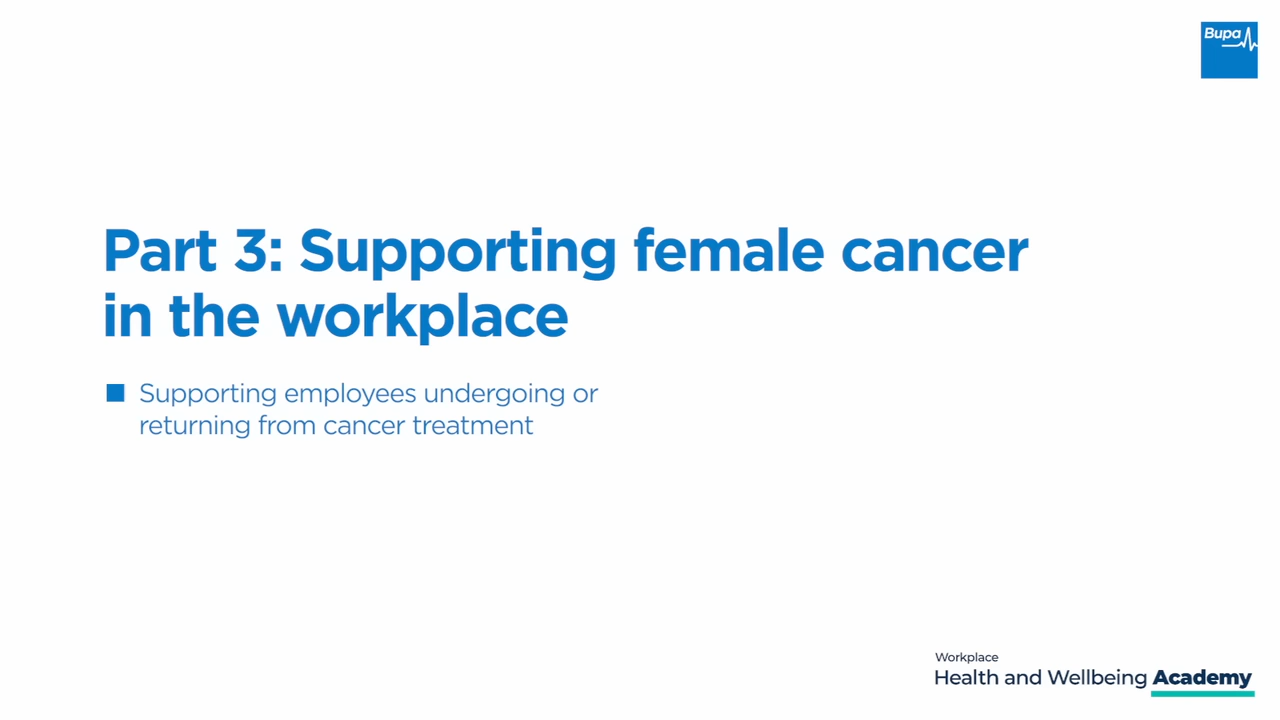 Bupa
Part 3: Supporting female cancer
in the workplace
Supporting employees undergoing or
returning from cancer treatment
Workplace
Health and Wellbeing Academy